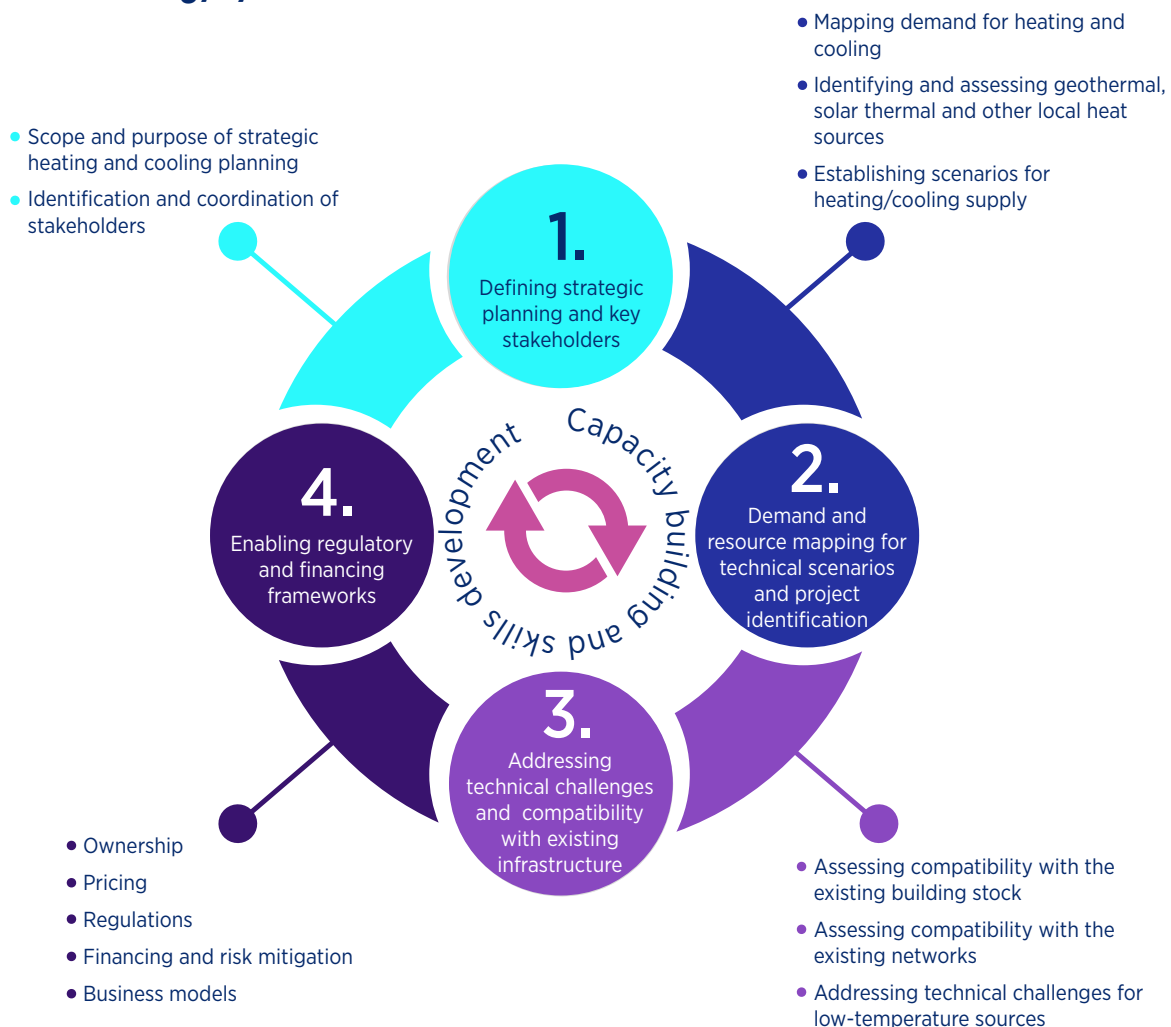 Mapping demand for heating and
cooling
Identifying and assessing geothermal,
solar thermal and other local heat
sources
Establishing scenarios for
heating/cooling supply
Scope and purpose of strategic
heating and cooling planning
Identification and coordination of
stakeholders
1.
Defining strategic
planning and key
stakeholders
2.
Demand and
resource mapping for
technical scenarios
and project
identification
3.
Addressing
technical challenges
and compatibility
with existing
infrastructure
4.
Enabling regulatory
and financing
frameworks
Capacity building and skills development
Ownership
Pricing
Regulations
Financing and risk mitigation
Business models
Assessing compatibility with the
existing building stock
Assessing compatibility with the
existing networks
Addressing technical challenges for
low-temperature sources